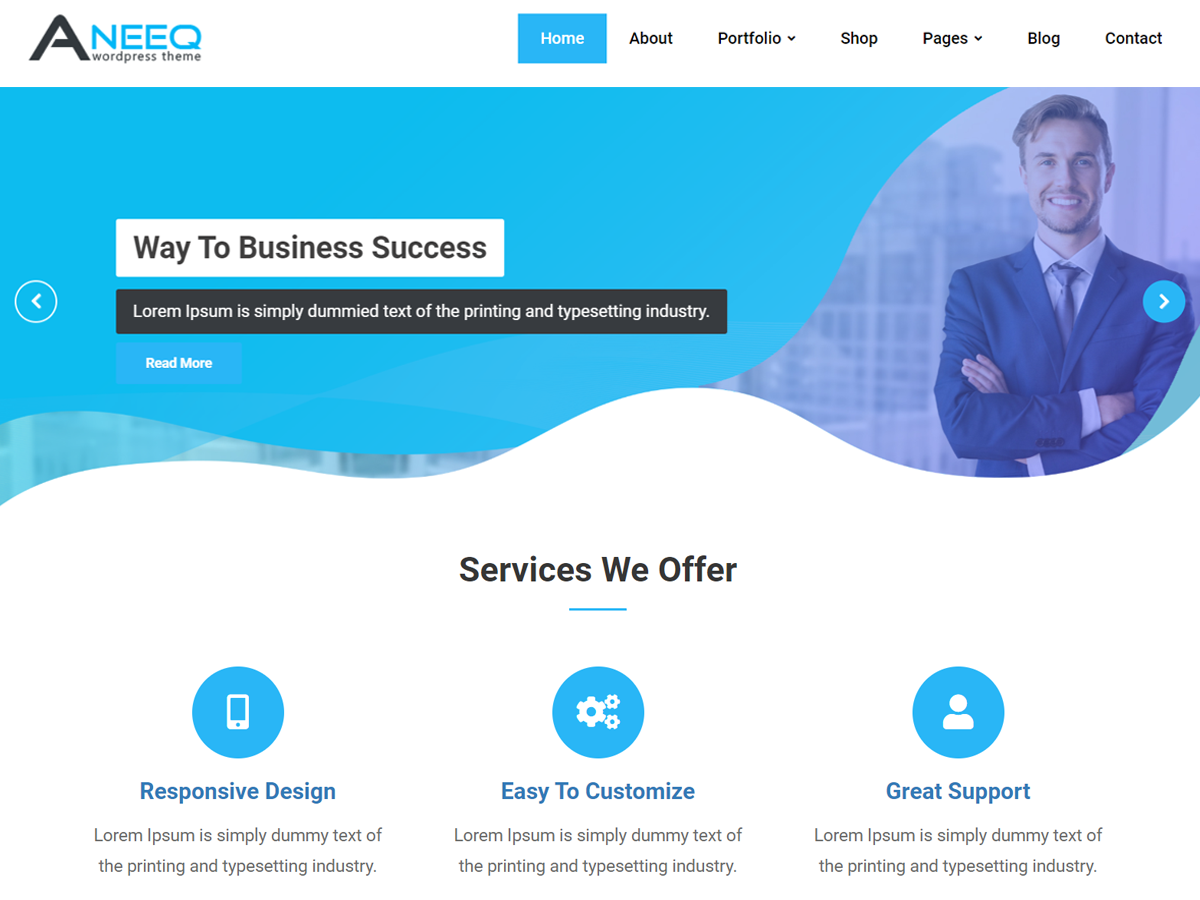 ANEEQ
wordpress theme
Home About Portfolio Shop Pages Blog Contact
Way To Business Success
Lorem Ipsum is simply dummied text of the printing and typesetting industry.
Read More
Services We Offer
Responsive Design
Lorem Ipsum is simply dummy text of
the printing and typesetting industry.
Easy To Customize
Lorem Ipsum is simply dummy text of
the printing and typesetting industry.
Great Support
Lorem Ipsum is simply dummy text of
the printing and typesetting industry.